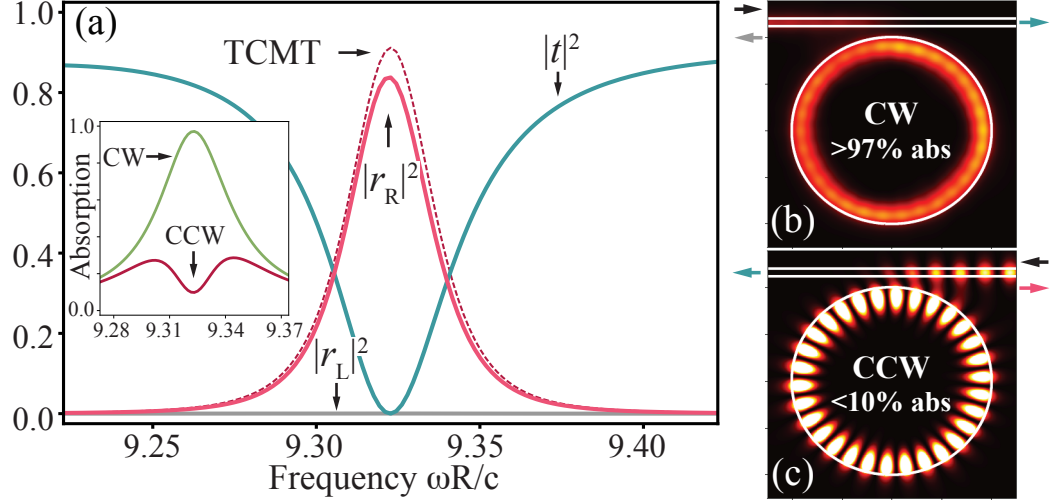 (a)
1.0
0.8
0.6
0.4
0.2
0.0
TCMT
|t|²
|r_R|²
|r_L|²
1.0
0.0
Absorption
CW
CCW
9.28 9.31 9.34 9.37
9.25 9.30 9.35 9.40
Frequency ωR/c
CW
>97% abs
(b)
CCW
<10% abs
(c)